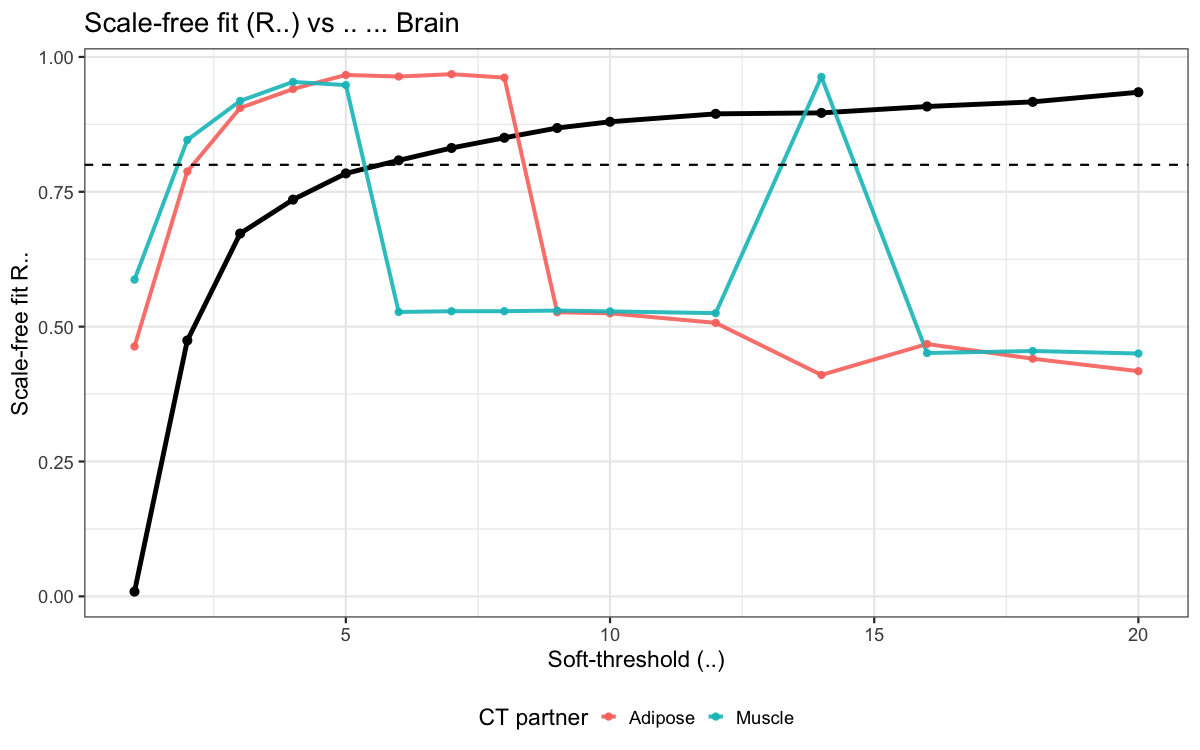 Scale-free fit (R..) vs .. ... Brain
Scale-free fit R..
1.00
0.75
0.50
0.25
0.00
5 10 15 20
Soft-threshold (..)
CT partner Adipose Muscle